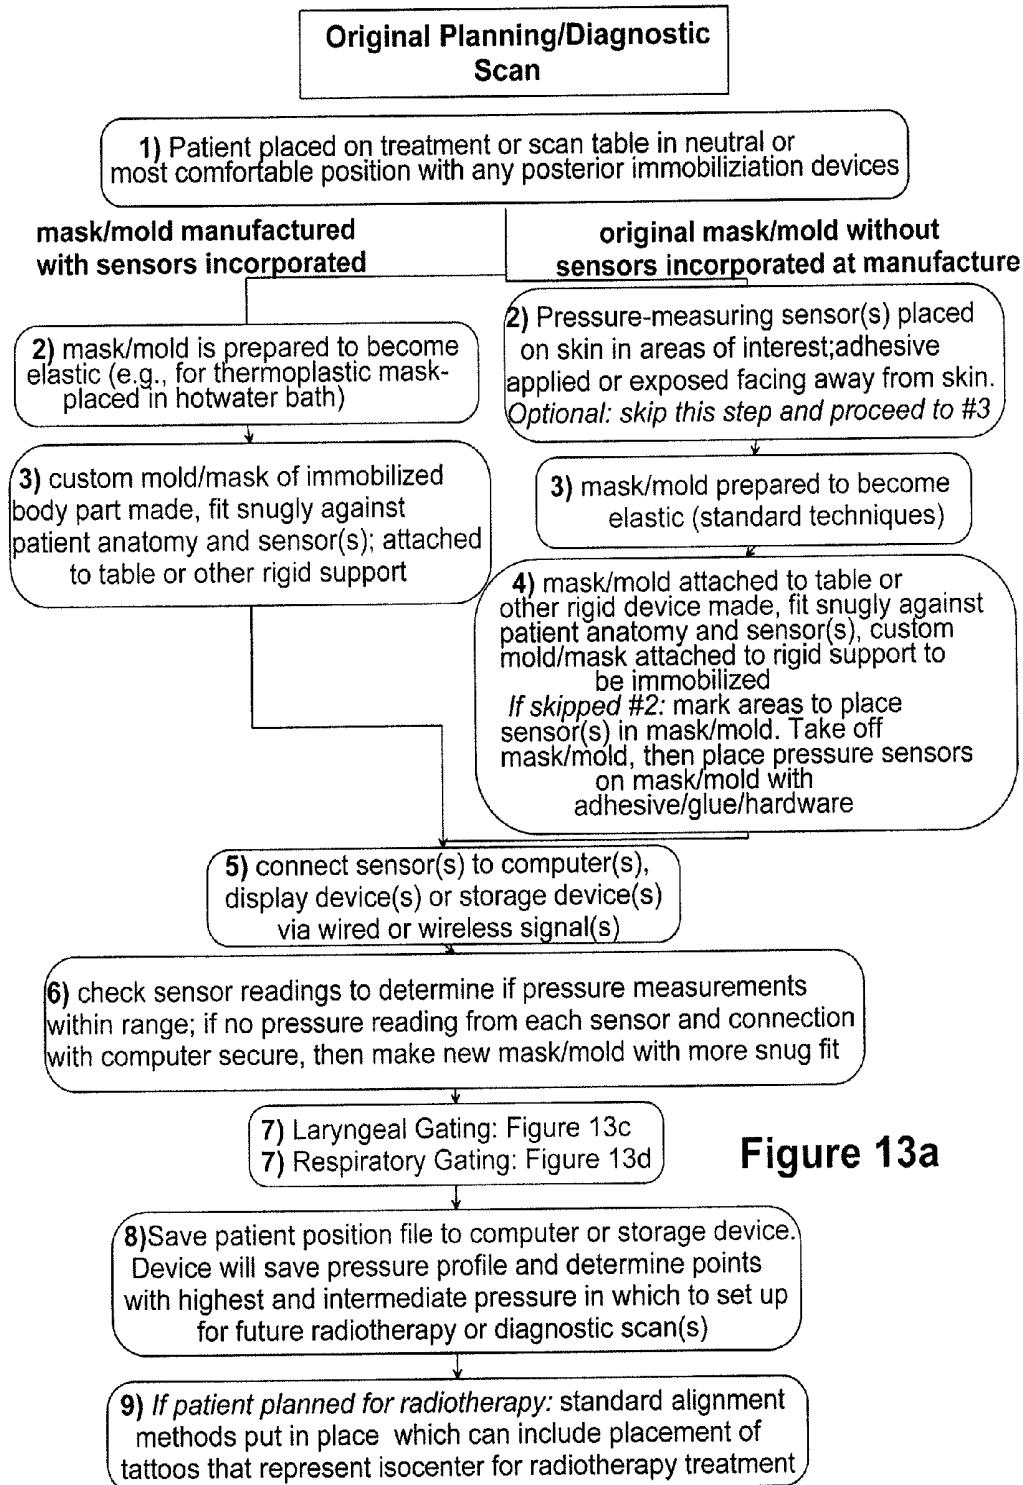 Original Planning/Diagnostic
Scan
1) Patient placed on treatment or scan table in neutral or
most comfortable position with any posterior immobiliziation devices
mask/mold manufactured
with sensors incorporated
original mask/mold without
sensors incorporated at manufacture
2) mask/mold is prepared to become
elastic (e.g., for thermoplastic mask-
placed in hotwater bath)
3) custom mold/mask of immobilized
body part made, fit snugly against
patient anatomy and sensor(s); attached
to table or other rigid support
2) Pressure-measuring sensor(s) placed
on skin in areas of interest;adhesive
applied or exposed facing away from skin.
Optional: skip this step and proceed to #3
3) mask/mold prepared to become
elastic (standard techniques)
4) mask/mold attached to table or
other rigid device made, fit snugly against
patient anatomy and sensor(s), custom
mold/mask attached to rigid support to
be immobilized
If skipped #2: mark areas to place
sensor(s) in mask/mold. Take off
mask/mold, then place pressure sensors
on mask/mold with
adhesive/glue/hardware
5) connect sensor(s) to computer(s),
display device(s) or storage device(s)
via wired or wireless signal(s)
6) check sensor readings to determine if pressure measurements
within range; if no pressure reading from each sensor and connection
with computer secure, then make new mask/mold with more snug fit
7) Laryngeal Gating: Figure 13c
7) Respiratory Gating: Figure 13d
Figure 13a
8)Save patient position file to computer or storage device.
Device will save pressure profile and determine points
with highest and intermediate pressure in which to set up
for future radiotherapy or diagnostic scan(s)
9) If patient planned for radiotherapy: standard alignment
methods put in place which can include placement of
tattoos that represent isocenter for radiotherapy treatment